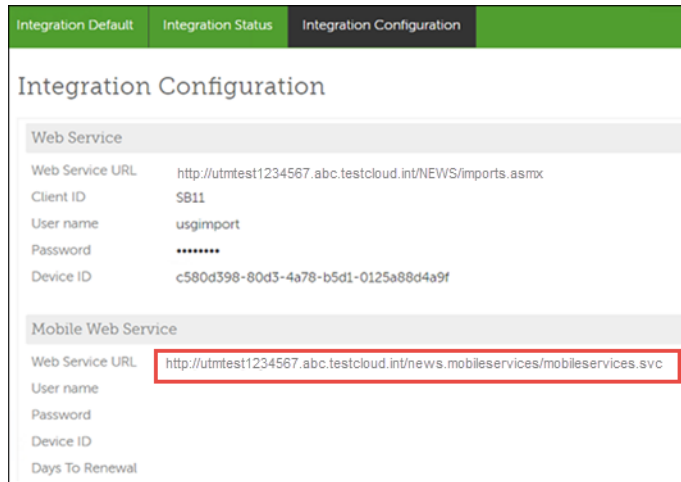 Integration Default Integration Status Integration Configuration
Integration Configuration
Web Service
Web Service URL http://utmtest1234567.abc.testcloud.int/NEWS/imports.asmx
Client ID SB11
User name usgimport
Password ••••••••
Device ID c580d398-80d3-4a78-b5d1-0125a88d4a9f
Mobile Web Service
Web Service URL http://utmtest1234567.abc.testcloud.int/news.mobileservices/mobileservices.svc
User name
Password
Device ID
Days To Renewal